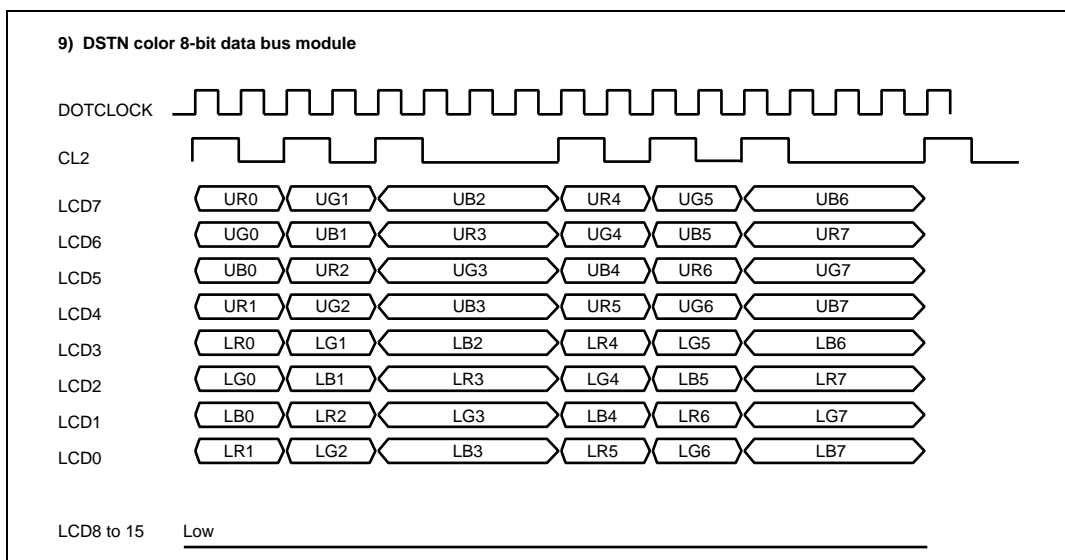 9) DSTN color 8-bit data bus module
DOTCLOCK
CL2
LCD7 UR0 UG1 UB2 UR4 UG5 UB6
LCD6 UG0 UB1 UR3 UG4 UB5 UR7
LCD5 UB0 UR2 UG3 UB4 UR6 UG7
LCD4 UR1 UG2 UB3 UR5 UG6 UB7
LCD3 LR0 LG1 LB2 LR4 LG5 LB6
LCD2 LG0 LB1 LR3 LG4 LB5 LR7
LCD1 LB0 LR2 LG3 LB4 LR6 LG7
LCD0 LR1 LG2 LB3 LR5 LG6 LB7
LCD8 to 15 Low